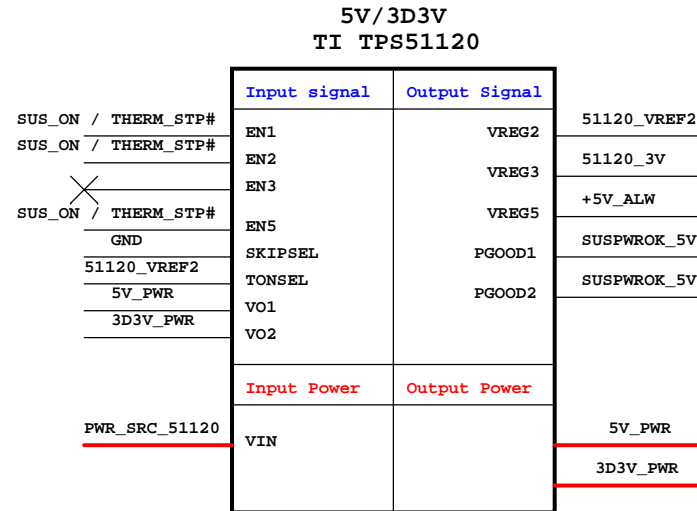 5V/3D3V
TI TPS51120
Input signal
Output Signal
SUS_ON / THERM_STP#
EN1
VREG2
51120_VREF2
SUS_ON / THERM_STP#
EN2
VREG3
51120_3V
EN3
SUS_ON / THERM_STP#
EN5
VREG5
+5V_ALW
GND
SKIPSEL
PGOOD1
SUSPWROK_5V
51120_VREF2
TONSEL
PGOOD2
SUSPWROK_5V
5V_PWR
VO1
3D3V_PWR
VO2
Input Power
Output Power
PWR_SRC_51120
VIN
5V_PWR
3D3V_PWR